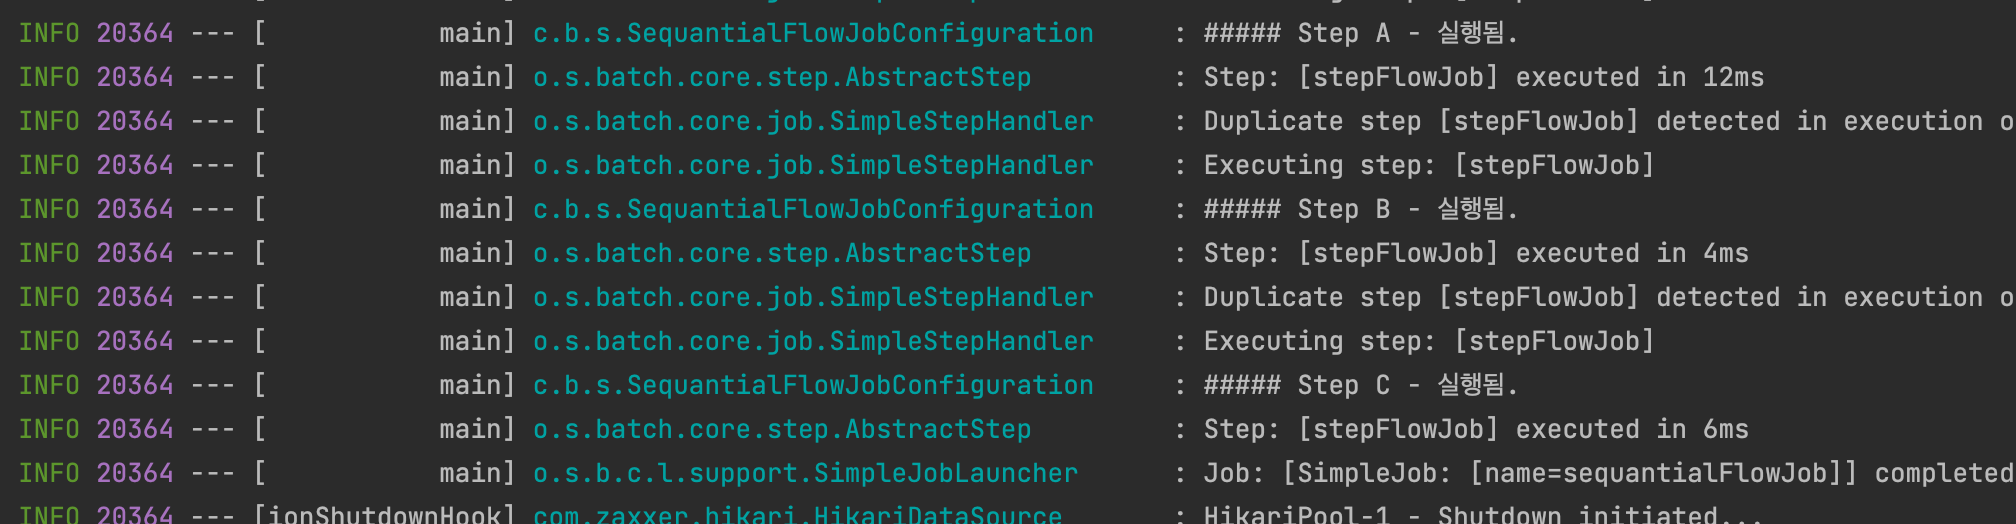 INFO 20364 --- [           main] c.b.s.SequantialFlowJobConfiguration     : ##### Step A - 실행됨.
INFO 20364 --- [           main] o.s.batch.core.step.AbstractStep         : Step: [stepFlowJob] executed in 12ms
INFO 20364 --- [           main] o.s.batch.core.job.SimpleStepHandler     : Duplicate step [stepFlowJob] detected in execution o
INFO 20364 --- [           main] o.s.batch.core.job.SimpleStepHandler     : Executing step: [stepFlowJob]
INFO 20364 --- [           main] c.b.s.SequantialFlowJobConfiguration     : ##### Step B - 실행됨.
INFO 20364 --- [           main] o.s.batch.core.step.AbstractStep         : Step: [stepFlowJob] executed in 4ms
INFO 20364 --- [           main] o.s.batch.core.job.SimpleStepHandler     : Duplicate step [stepFlowJob] detected in execution o
INFO 20364 --- [           main] o.s.batch.core.job.SimpleStepHandler     : Executing step: [stepFlowJob]
INFO 20364 --- [           main] c.b.s.SequantialFlowJobConfiguration     : ##### Step C - 실행됨.
INFO 20364 --- [           main] o.s.batch.core.step.AbstractStep         : Step: [stepFlowJob] executed in 6ms
INFO 20364 --- [           main] o.s.b.c.l.support.SimpleJobLauncher      : Job: [SimpleJob: [name=sequantialFlowJob]] completed
INFO 20364 --- [ionShutdownHook] com.zaxxer.hikari.HikariDataSource       : HikariPool-1 - Shutdown initiated...